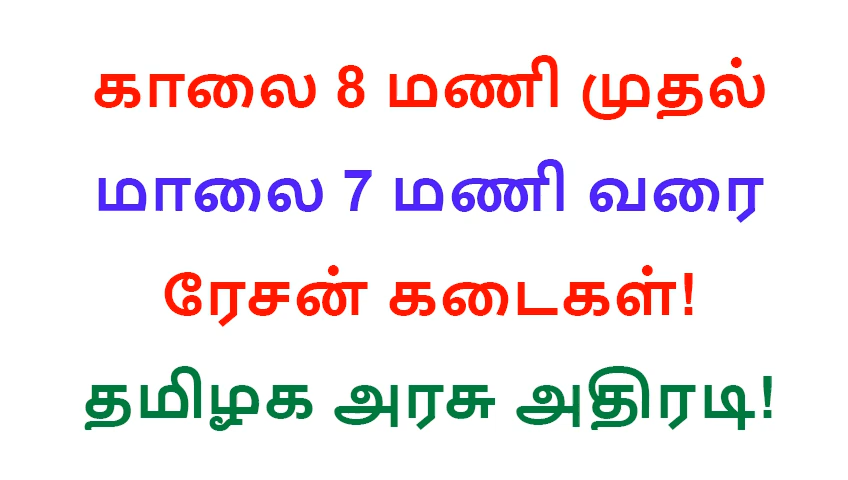 காலை 8 மணி முதல்
மாலை 7 மணி வரை
ரேசன் கடைகள்!
தமிழக அரசு அதிரடி!